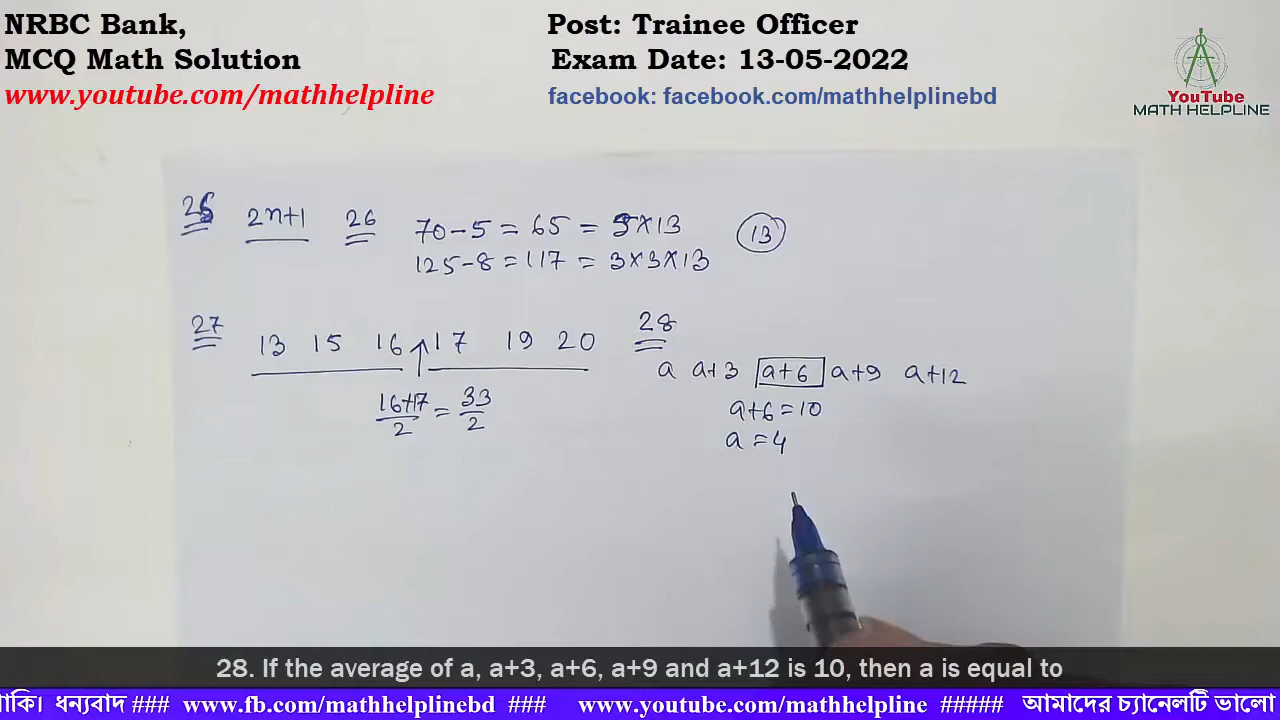 NRBC Bank,
Post: Trainee Officer
MCQ Math Solution
Exam Date: 13-05-2022
www.youtube.com/mathhelpline
facebook: facebook.com/mathhelplinebd
YouTube
MATH HELPLINE
2n+1
26
70-5 = 65 = 5×13
13
125-8 = 117 = 3×3×13
27
13 15 16 17 19 20
16+17/2 = 33/2
28
a a+3 a+6 a+9 a+12
a+6=10
a=4
28. If the average of a, a+3, a+6, a+9 and a+12 is 10, then a is equal to
থাকি। ধন্যবাদ ### www.fb.com/mathhelplinebd ### www.youtube.com/mathhelpline ##### আমাদের চ্যানেলটি ভালো